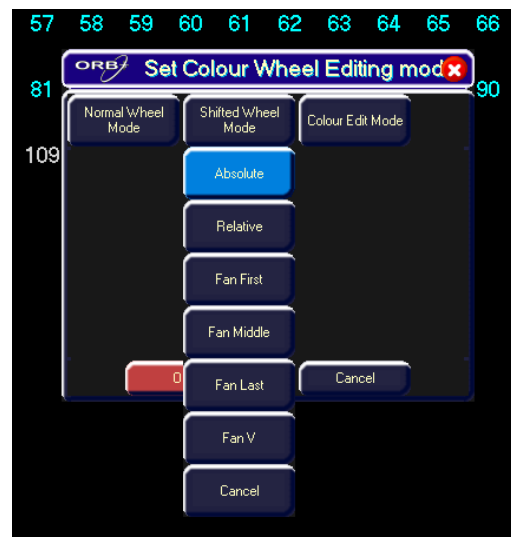 57 58 59 60 61 62 63 64 65 66
ORB Set Colour Wheel Editing mod
81 90
Normal Wheel Mode
Shifted Wheel Mode
Colour Edit Mode
109
Absolute
Relative
Fan First
Fan Middle
Fan Last
Cancel
Fan V
Cancel